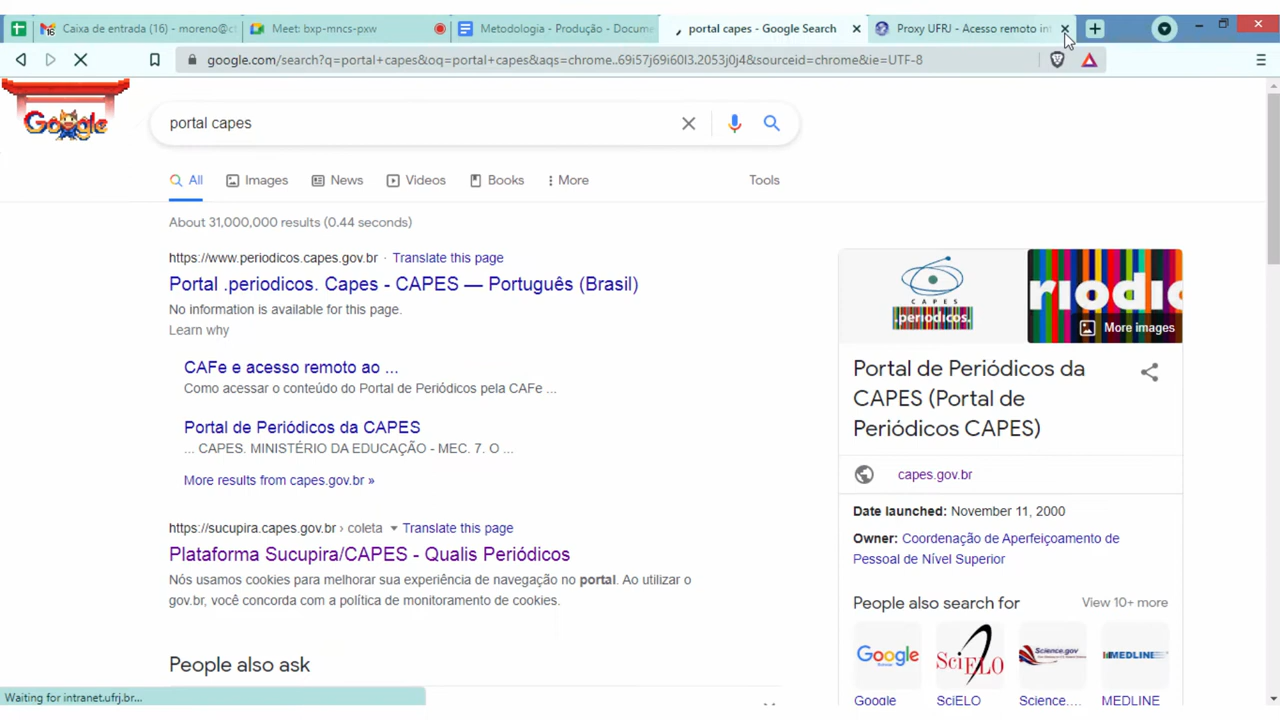 Caixa de entrada (16) - moreno@c
Meet: bxp-mncs-pxw
Metodologia - Produção - Docume
portal capes - Google Search
Proxy UFRJ - Acesso remoto in
google.com/search?q=portal+capes&oq=portal+capes&aqs=chrome..69i57j69i60l3.2053j0j4&sourceid=chrome&ie=UTF-8
Google
portal capes
All
Images
News
Videos
Books
More
Tools
About 31,000,000 results (0.44 seconds)
https://www.periodicos.capes.gov.br · Translate this page
Portal .periodicos. Capes - CAPES — Português (Brasil)
No information is available for this page.
Learn why
CAFe e acesso remoto ao ...
Como acessar o conteúdo do Portal de Periódicos pela CAFe ...
Portal de Periódicos da CAPES
... CAPES. MINISTÉRIO DA EDUCAÇÃO - MEC. 7. O ...
More results from capes.gov.br »
https://sucupira.capes.gov.br › coleta Translate this page
Plataforma Sucupira/CAPES - Qualis Periódicos
Nós usamos cookies para melhorar sua experiência de navegação no portal. Ao utilizar o
gov.br, você concorda com a política de monitoramento de cookies.
People also ask
CAPES
.periodicos.
riodic
More images
Portal de Periódicos da
CAPES (Portal de
Periódicos CAPES)
capes.gov.br
Date launched: November 11, 2000
Owner: Coordenação de Aperfeiçoamento de
Pessoal de Nível Superior
People also search for
View 10+ more
Google
SciELO
Science.gov
MEDLINE
Google
SciELO
Science....
MEDLINE
Waiting for intranet.ufrj.br...